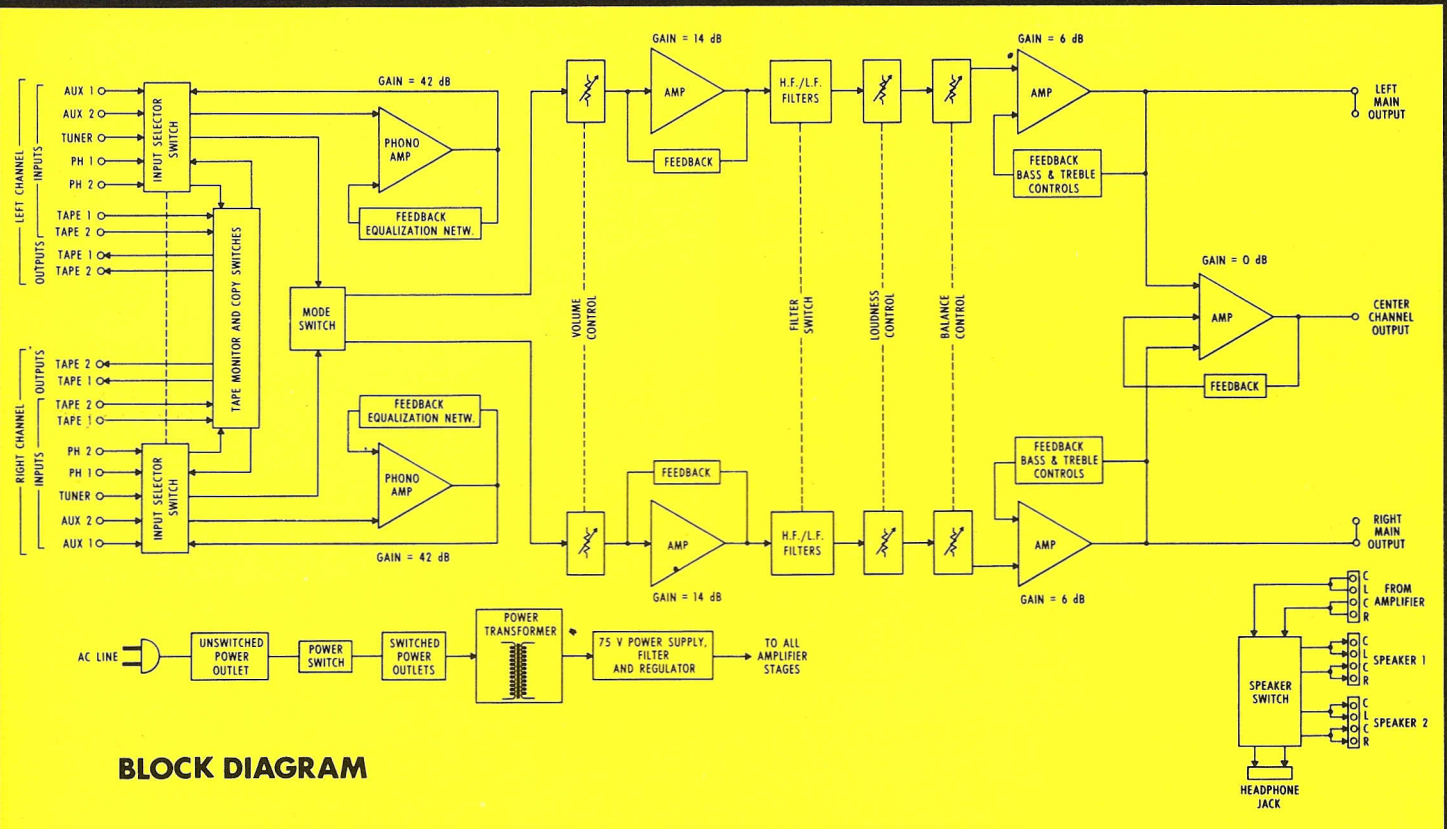 GAIN = 14 dB
GAIN = 6 dB
GAIN = 42 dB
LEFT CHANNEL
INPUTS
OUTPUTS
AUX 1
AUX 2
TUNER
PH 1
PH 2
TAPE 1
TAPE 2
TAPE 1
TAPE 2
INPUT SELECTOR
SWITCH
PHONO
AMP
FEEDBACK
EQUALIZATION NETW.
AMP
FEEDBACK
H.F./L.F.
FILTERS
AMP
FEEDBACK
BASS & TREBLE
CONTROLS
LEFT
MAIN
OUTPUT
TAPE MONITOR AND COPY SWITCHES
MODE
SWITCH
VOLUME
CONTROL
FILTER
SWITCH
LOUDNESS
CONTROL
BALANCE
CONTROL
GAIN = 0 dB
AMP
FEEDBACK
CENTER
CHANNEL
OUTPUT
RIGHT CHANNEL
OUTPUTS
INPUTS
TAPE 2
TAPE 1
TAPE 2
TAPE 1
PH 2
PH 1
TUNER
AUX 2
AUX 1
INPUT SELECTOR
SWITCH
FEEDBACK
EQUALIZATION NETW.
PHONO
AMP
GAIN = 42 dB
FEEDBACK
AMP
GAIN = 14 dB
H.F./L.F.
FILTERS
FEEDBACK
BASS & TREBLE
CONTROLS
AMP
GAIN = 6 dB
RIGHT
MAIN
OUTPUT
AC LINE
UNSWITCHED
POWER
OUTLET
POWER
SWITCH
SWITCHED
POWER
OUTLETS
POWER
TRANSFORMER
75 V POWER SUPPLY,
FILTER
AND REGULATOR
TO ALL
AMPLIFIER
STAGES
C
L
C
R
FROM
AMPLIFIER
C
L
C
R
SPEAKER 1
C
L
C
R
SPEAKER 2
SPEAKER
SWITCH
HEADPHONE
JACK
BLOCK DIAGRAM